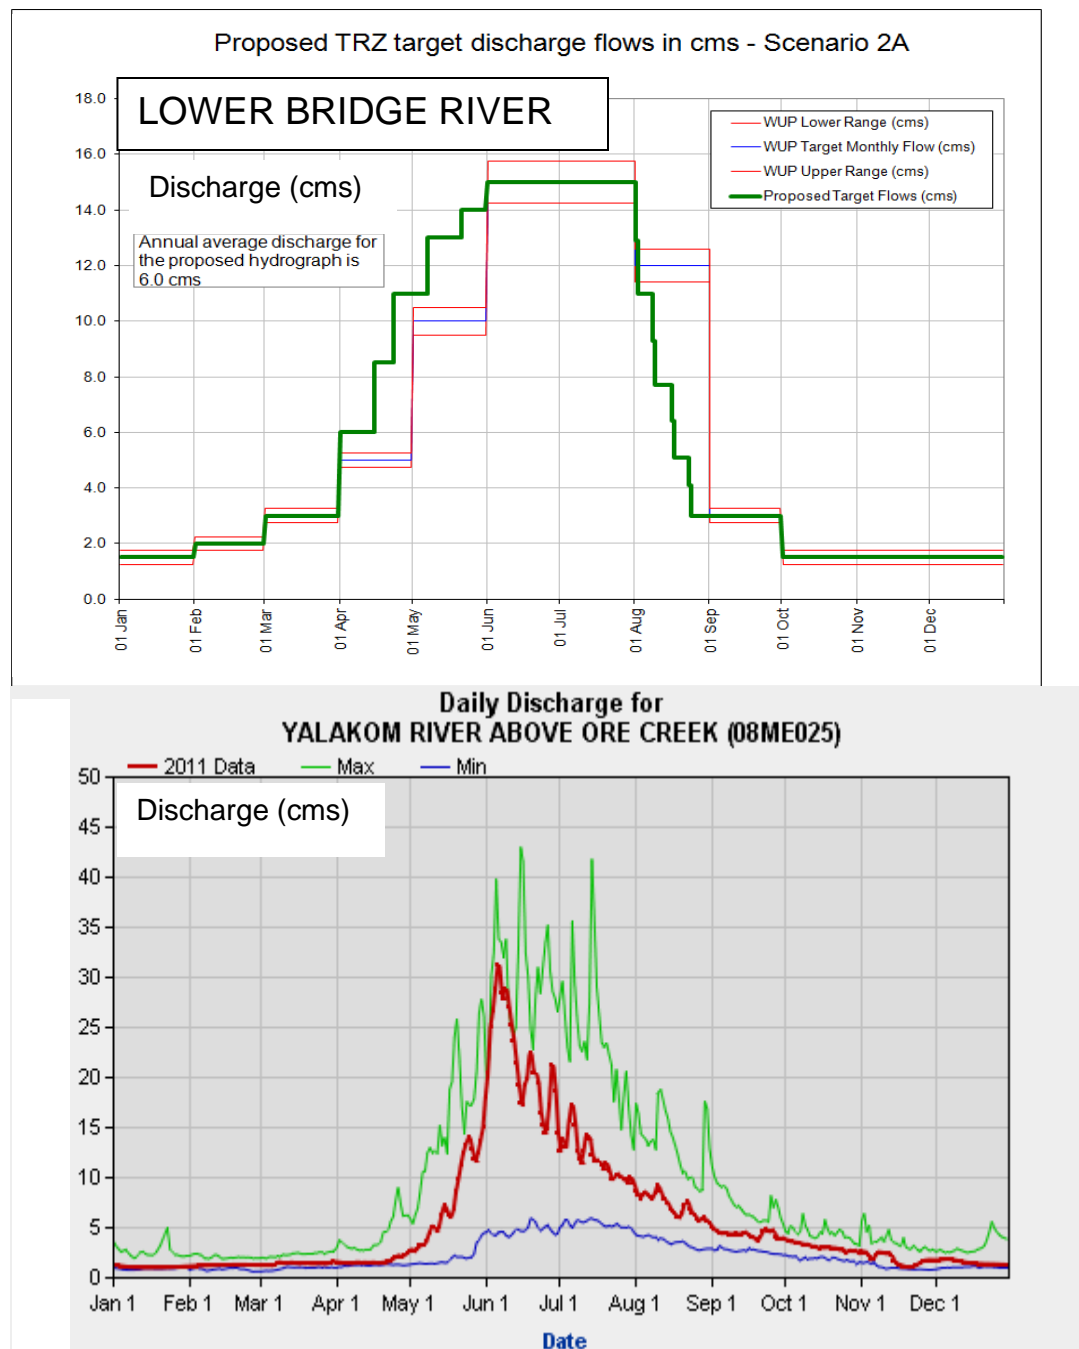 Proposed TRZ target discharge flows in cms - Scenario 2A
LOWER BRIDGE RIVER
Discharge (cms)
Annual average discharge for
the proposed hydrograph is
6.0 cms
WUP Lower Range (cms)
WUP Target Monthly Flow (cms)
WUP Upper Range (cms)
Proposed Target Flows (cms)
18.0
16.0
14.0
12.0
10.0
8.0
6.0
4.0
2.0
0.0
01 Jan
01 Feb
01 Mar
01 Apr
01 May
01 Jun
01 Jul
01 Aug
01 Sep
01 Oct
01 Nov
01 Dec
Daily Discharge for
YALAKOM RIVER ABOVE ORE CREEK (08ME025)
2011 Data Max Min
Discharge (cms)
50
45
40
35
30
25
20
15
10
5
0
Jan 1 Feb 1 Mar 1 Apr 1 May 1 Jun 1 Jul 1 Aug 1 Sep 1 Oct 1 Nov 1 Dec 1
Date